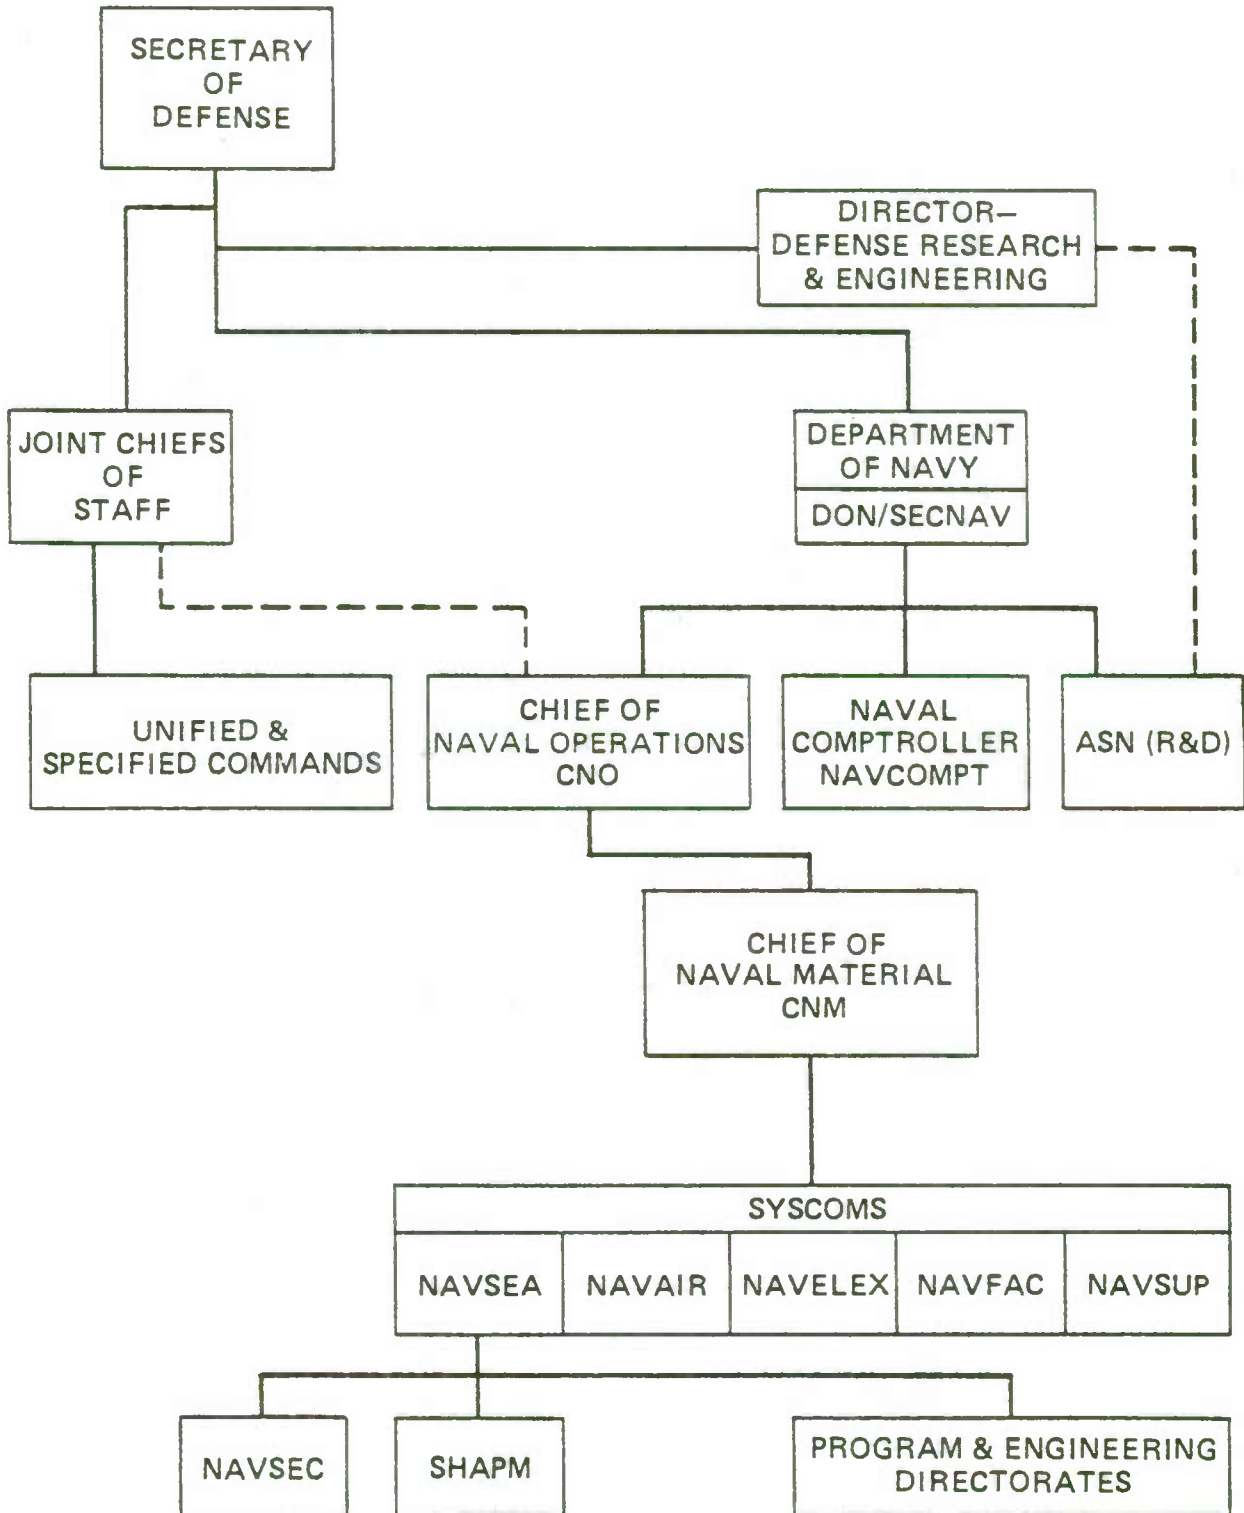 SECRETARY
OF
DEFENSE
DIRECTOR–
DEFENSE RESEARCH
& ENGINEERING
JOINT CHIEFS
OF
STAFF
DEPARTMENT
OF NAVY
DON/SECNAV
UNIFIED &
SPECIFIED COMMANDS
CHIEF OF
NAVAL OPERATIONS
CNO
NAVAL
COMPTROLLER
NAVCOMPT
ASN (R&D)
CHIEF OF
NAVAL MATERIAL
CNM
SYSCOMS
NAVSEA
NAVAIR
NAVELEX
NAVFAC
NAVSUP
NAVSEC
SHAPM
PROGRAM & ENGINEERING
DIRECTORATES